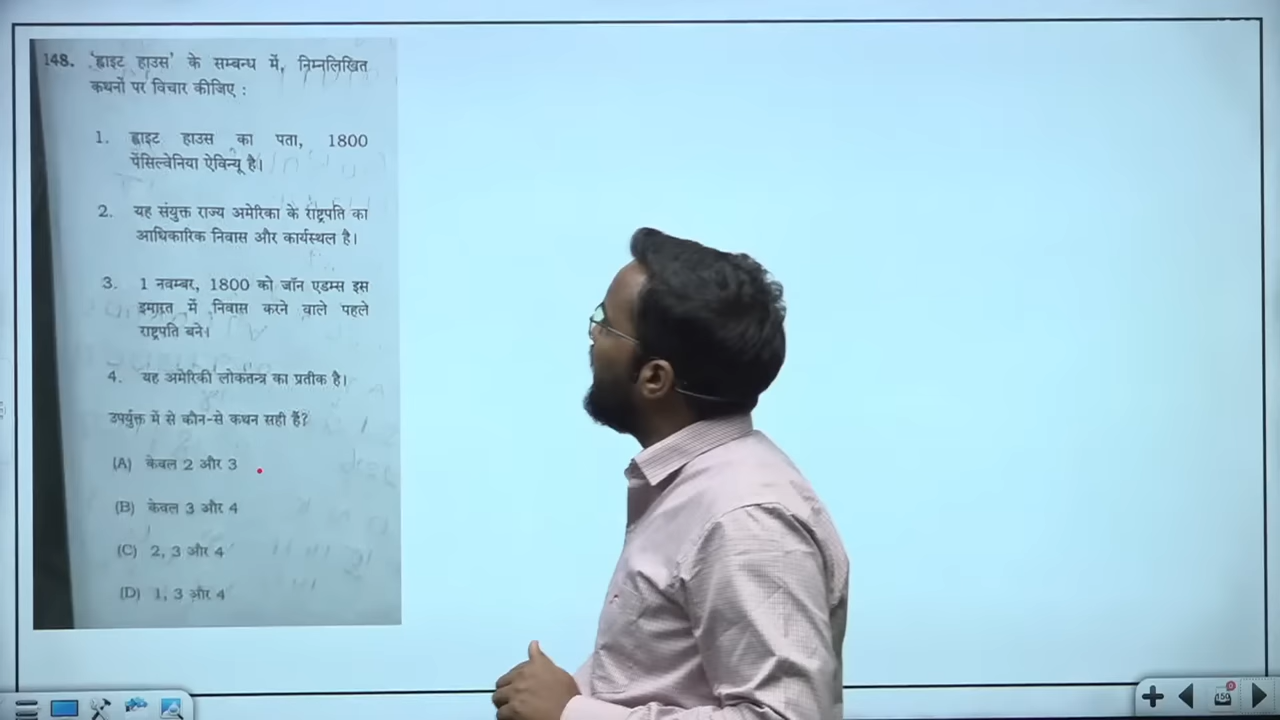 148. 'ह्वाइट हाउस' के सम्बन्ध में, निम्नलिखित
कथनों पर विचार कीजिए :
1. ह्वाइट हाउस का पता, 1800
पेंसिल्वेनिया ऐविन्यू है।
2. यह संयुक्त राज्य अमेरिका के राष्ट्रपति का
आधिकारिक निवास और कार्यस्थल है।
3. 1 नवम्बर, 1800 को जॉन एडम्स इस
इमारत में निवास करने वाले पहले
राष्ट्रपति बने।
4. यह अमेरिकी लोकतन्त्र का प्रतीक है।
उपर्युक्त में से कौन-से कथन सही हैं?
(A) केवल 2 और 3
(B) केवल 3 और 4
(C) 2, 3 और 4
(D) 1, 3 और 4
150